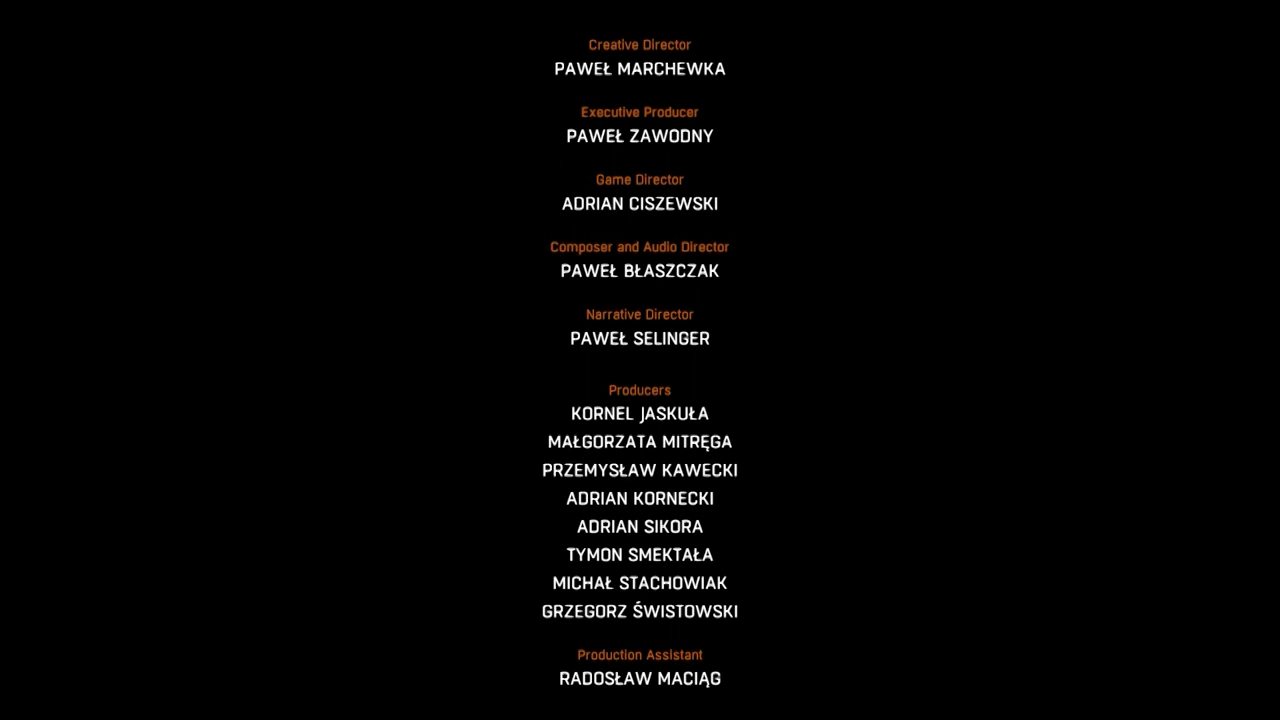 Creative Director
PAWEŁ MARCHEWKA
Executive Producer
PAWEŁ ZAWODNY
Game Director
ADRIAN CISZEWSKI
Composer and Audio Director
PAWEŁ BŁASZCZAK
Narrative Director
PAWEŁ SELINGER
Producers
KORNEL JASKUŁA
MAŁGORZATA MITRĘGA
PRZEMYSŁAW KAWECKI
ADRIAN KORNECKI
ADRIAN SIKORA
TYMON SMEKTAŁA
MICHAŁ STACHOWIAK
GRZEGORZ ŚWISTOWSKI
Production Assistant
RADOSŁAW MACIĄG